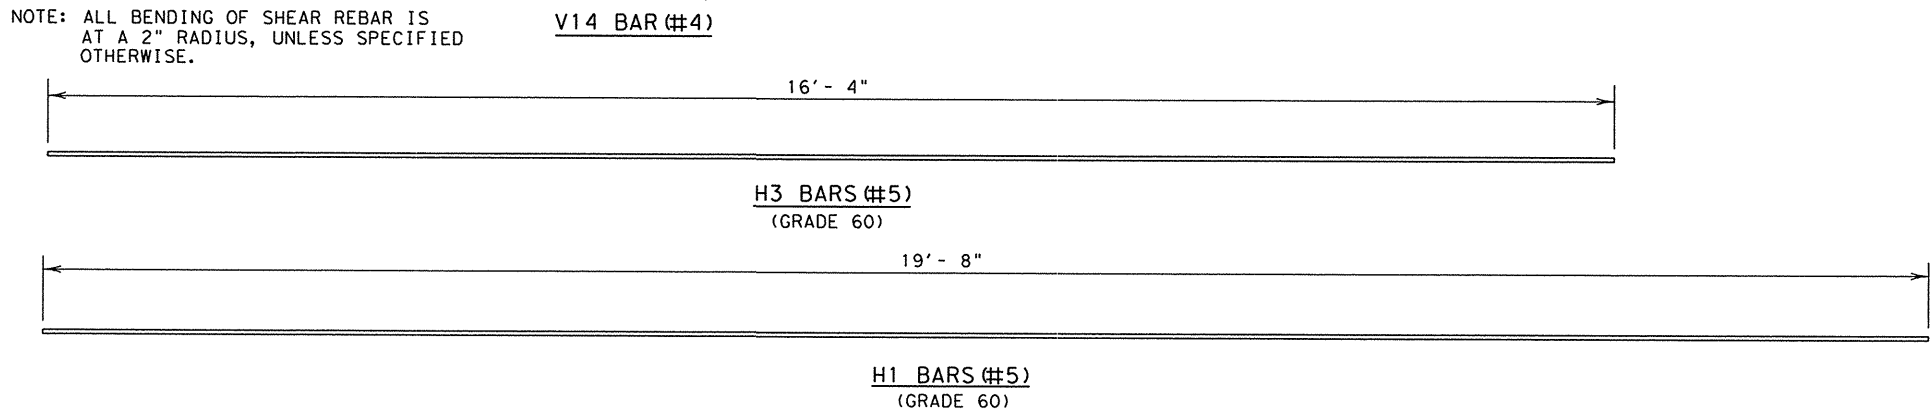 NOTE: ALL BENDING OF SHEAR REBAR IS
AT A 2" RADIUS, UNLESS SPECIFIED
OTHERWISE.
V14 BAR (#4)
16'- 4"
H3 BARS (#5)
(GRADE 60)
19'- 8"
H1 BARS (#5)
(GRADE 60)